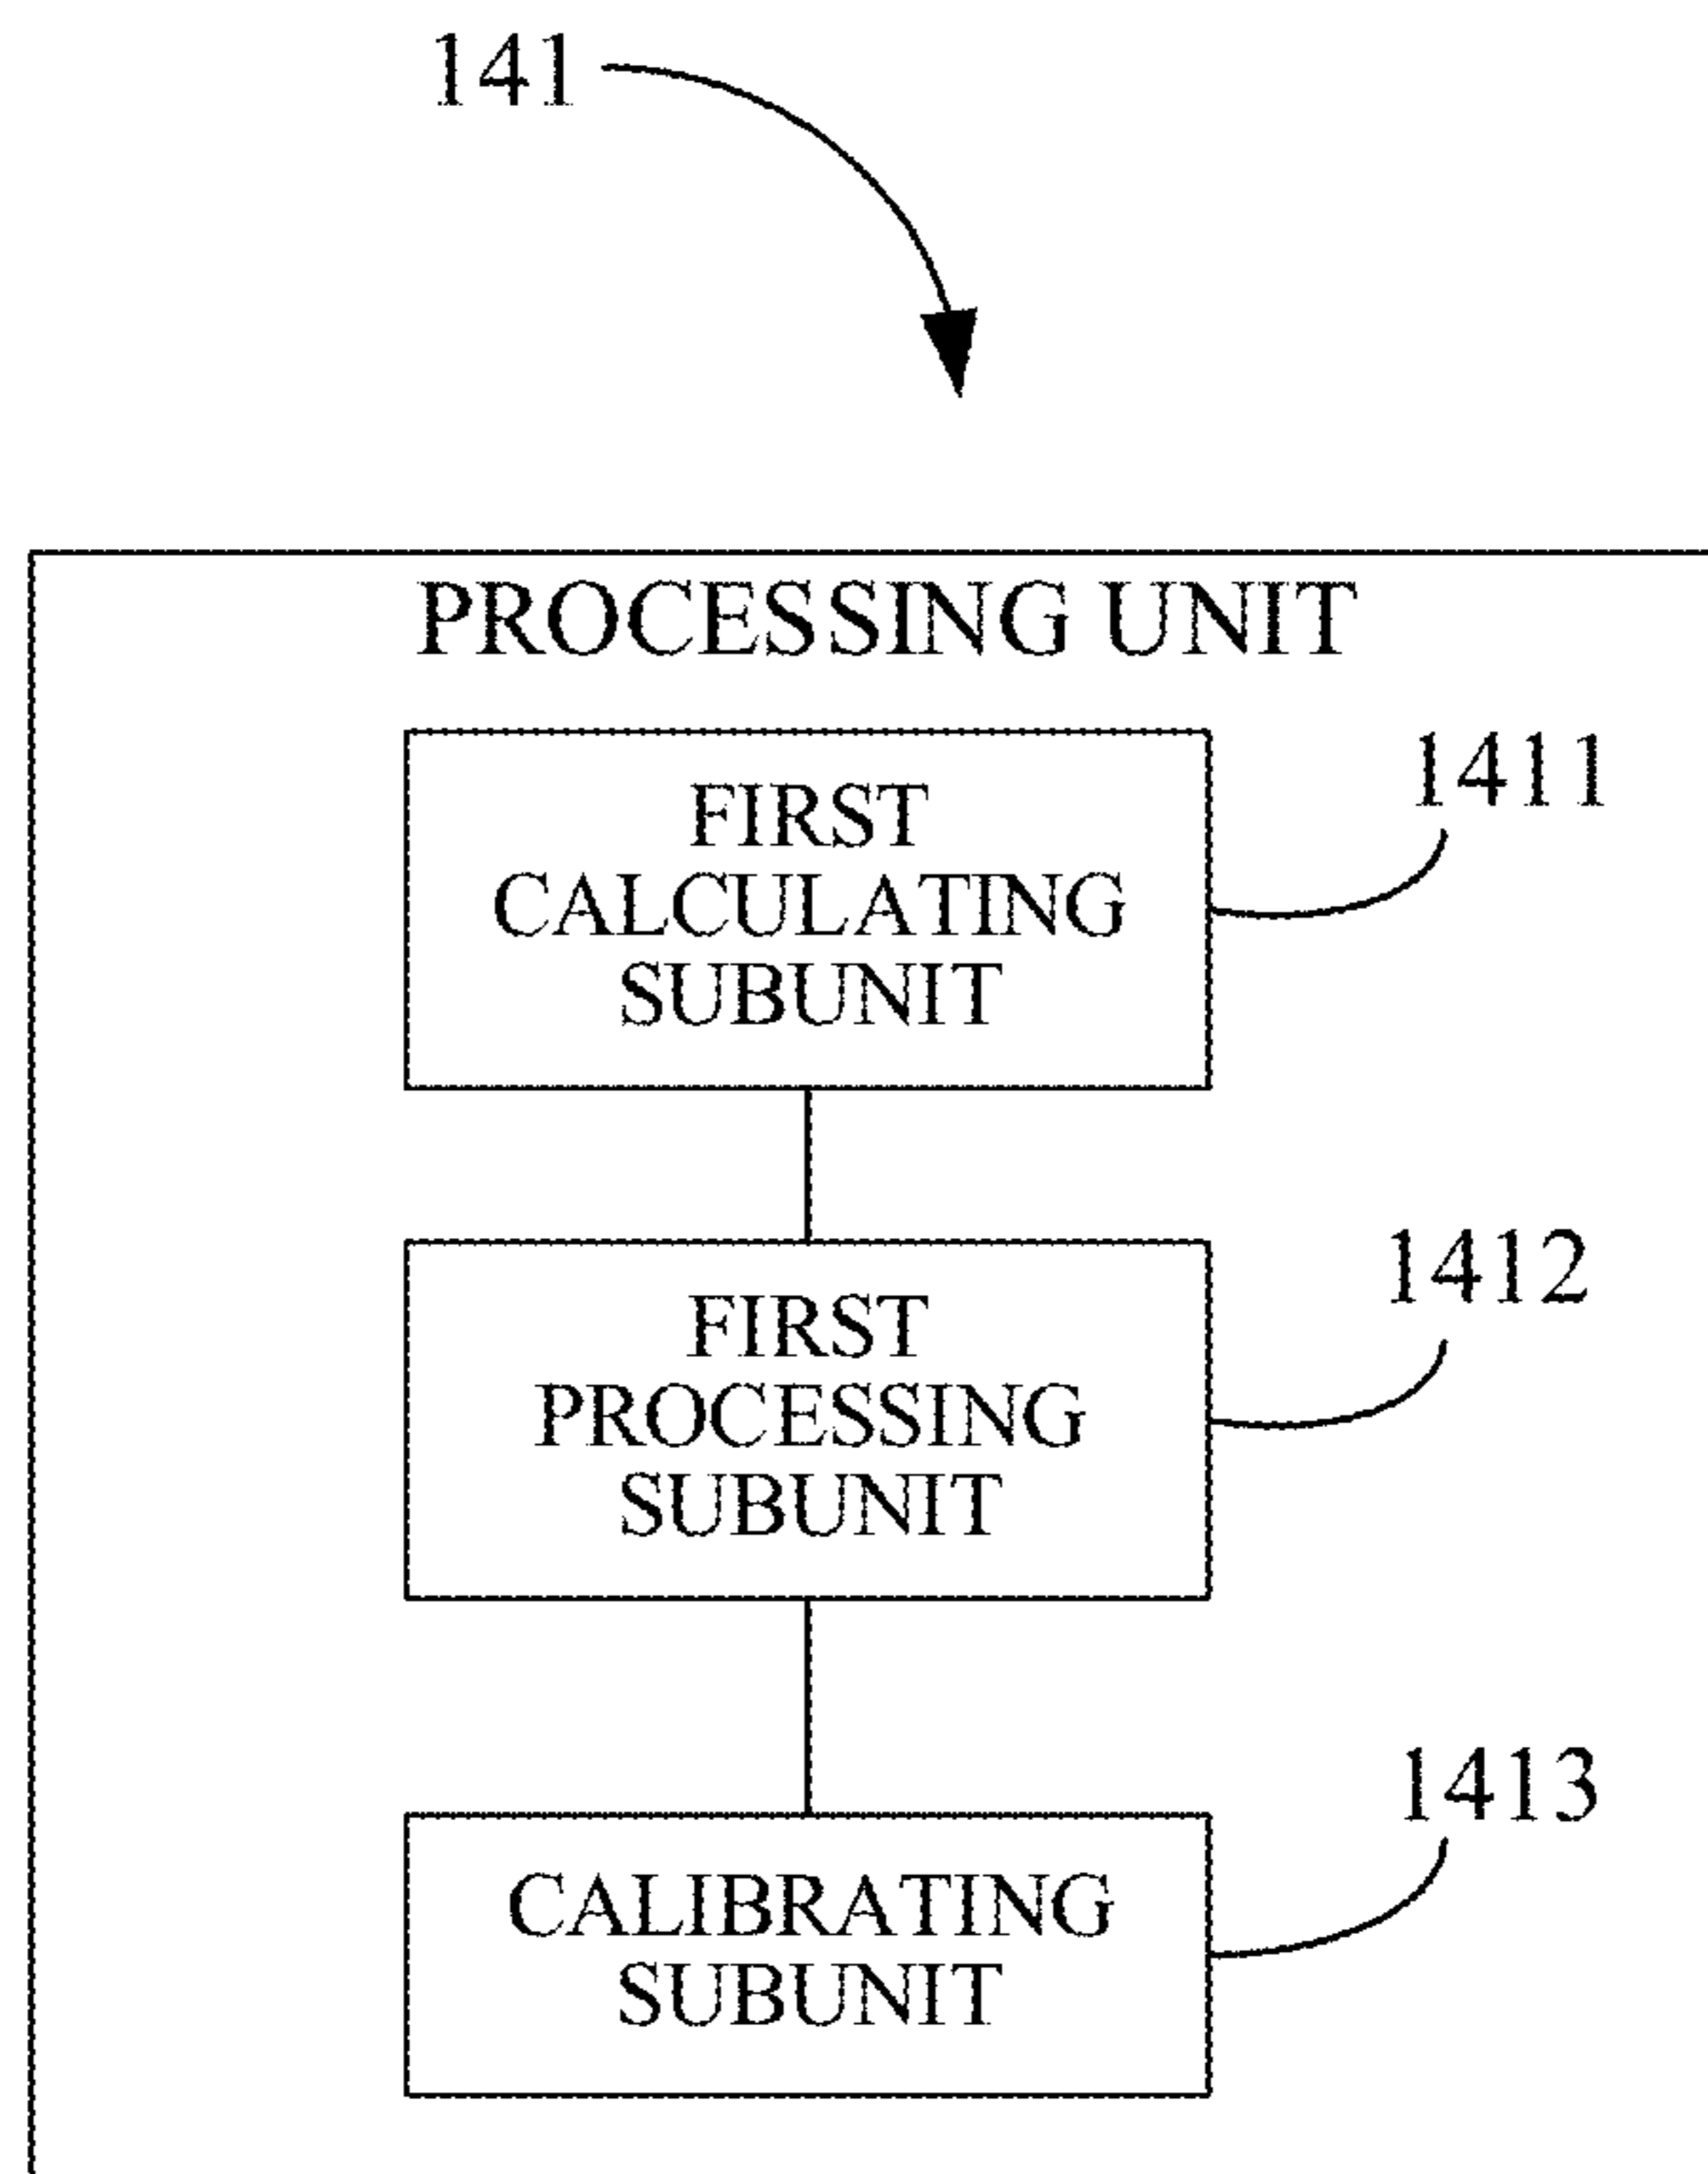 141
PROCESSING UNIT
1411
FIRST
CALCULATING
SUBUNIT
1412
FIRST
PROCESSING
SUBUNIT
1413
CALIBRATING
SUBUNIT